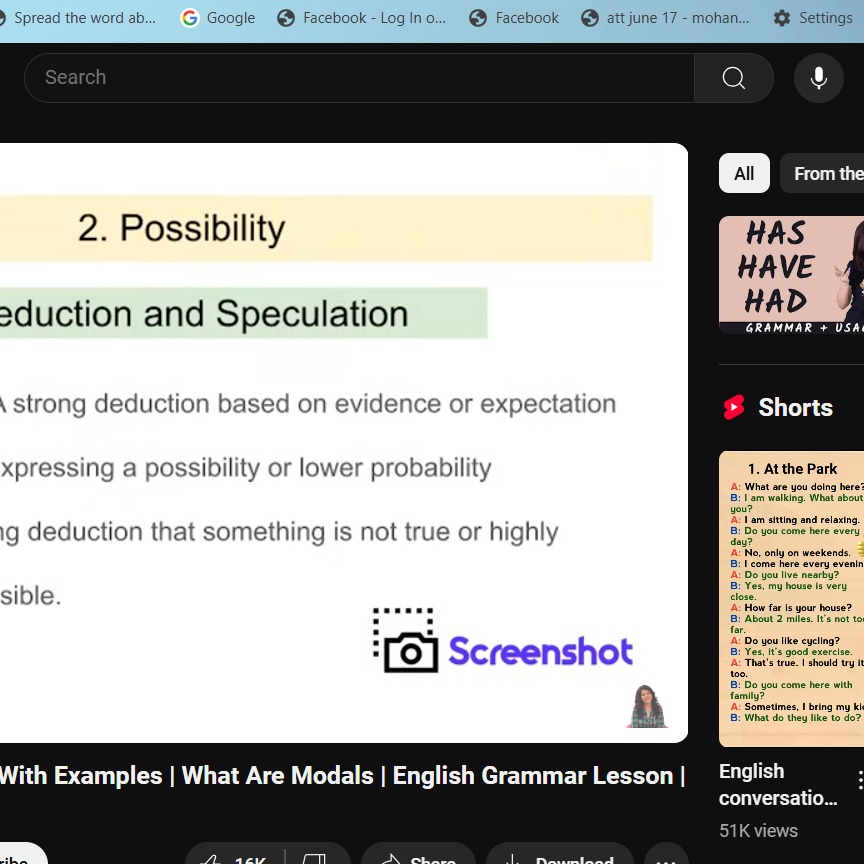 Spread the word ab...
Google
Facebook - Log In o...
Facebook
att june 17 - mohan...
Settings
Search
2. Possibility
eduction and Speculation
A strong deduction based on evidence or expectation
xpressing a possibility or lower probability
ng deduction that something is not true or highly
sible.
Screenshot
With Examples | What Are Modals | English Grammar Lesson |
ribe
16K
Share
Download
All
From the
HAS
HAVE
HAD
GRAMMAR + USA
Shorts
1. At the Park
A: What are you doing here?
B: I am walking. What about
you?
A: I am sitting and relaxing.
B: Do you come here every
day?
A: No, only on weekends.
B: I come here every evenin
A: Do you live nearby?
B: Yes, my house is very
close.
A: How far is your house?
B: About 2 miles. It's not too
far.
A: Do you like cycling?
B: Yes, it's good exercise.
A: That's true. I should try it
too.
B: Do you come here with
family?
A: Sometimes, I bring my kid
B: What do they like to do?
English
conversatio...
51K views